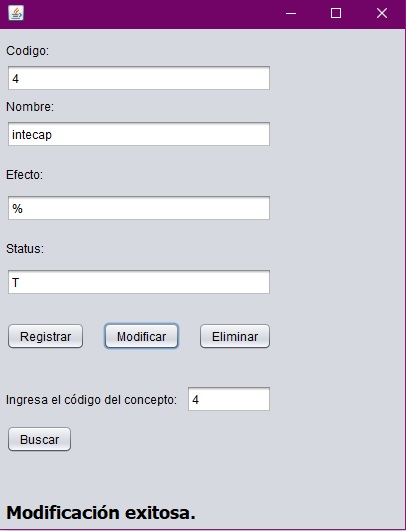 Codigo:
4
Nombre:
intecap
Efecto:
%
Status:
T
Registrar Modificar Eliminar
Ingresa el código del concepto: 4
Buscar
Modificación exitosa.